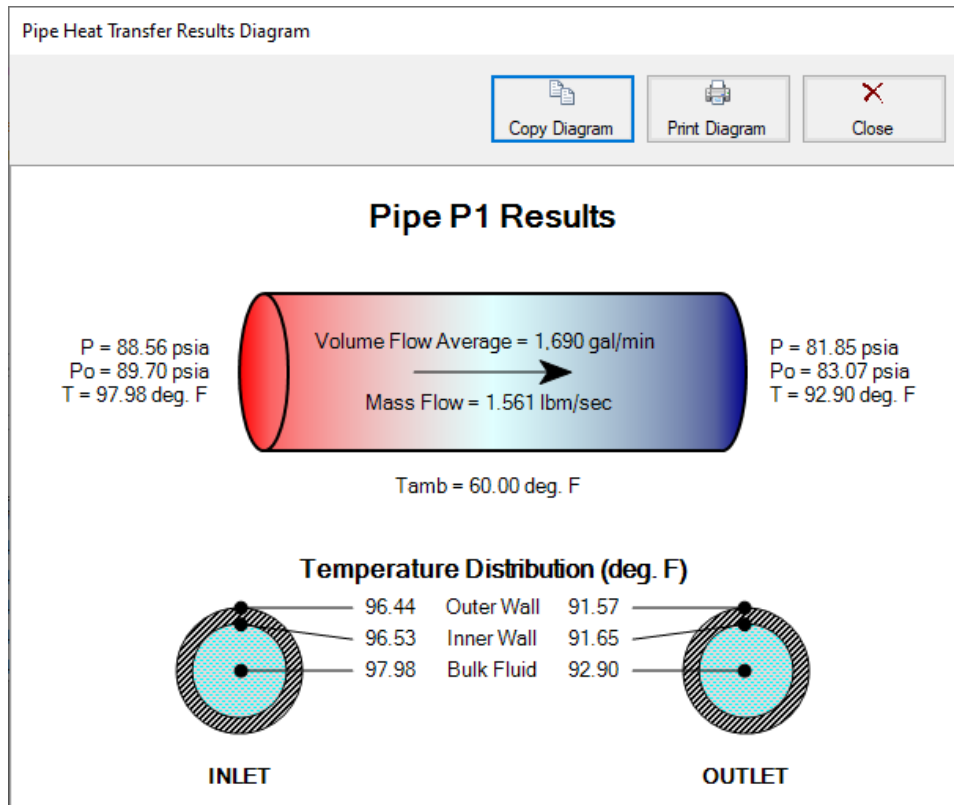 Pipe Heat Transfer Results Diagram
Copy Diagram
Print Diagram
Close
Pipe P1 Results
P = 88.56 psia
Po = 89.70 psia
T = 97.98 deg. F
Volume Flow Average = 1,690 gal/min
Mass Flow = 1.561 lbm/sec
P = 81.85 psia
Po = 83.07 psia
T = 92.90 deg. F
Tamb = 60.00 deg. F
Temperature Distribution (deg. F)
96.44 Outer Wall 91.57
96.53 Inner Wall 91.65
97.98 Bulk Fluid 92.90
INLET
OUTLET